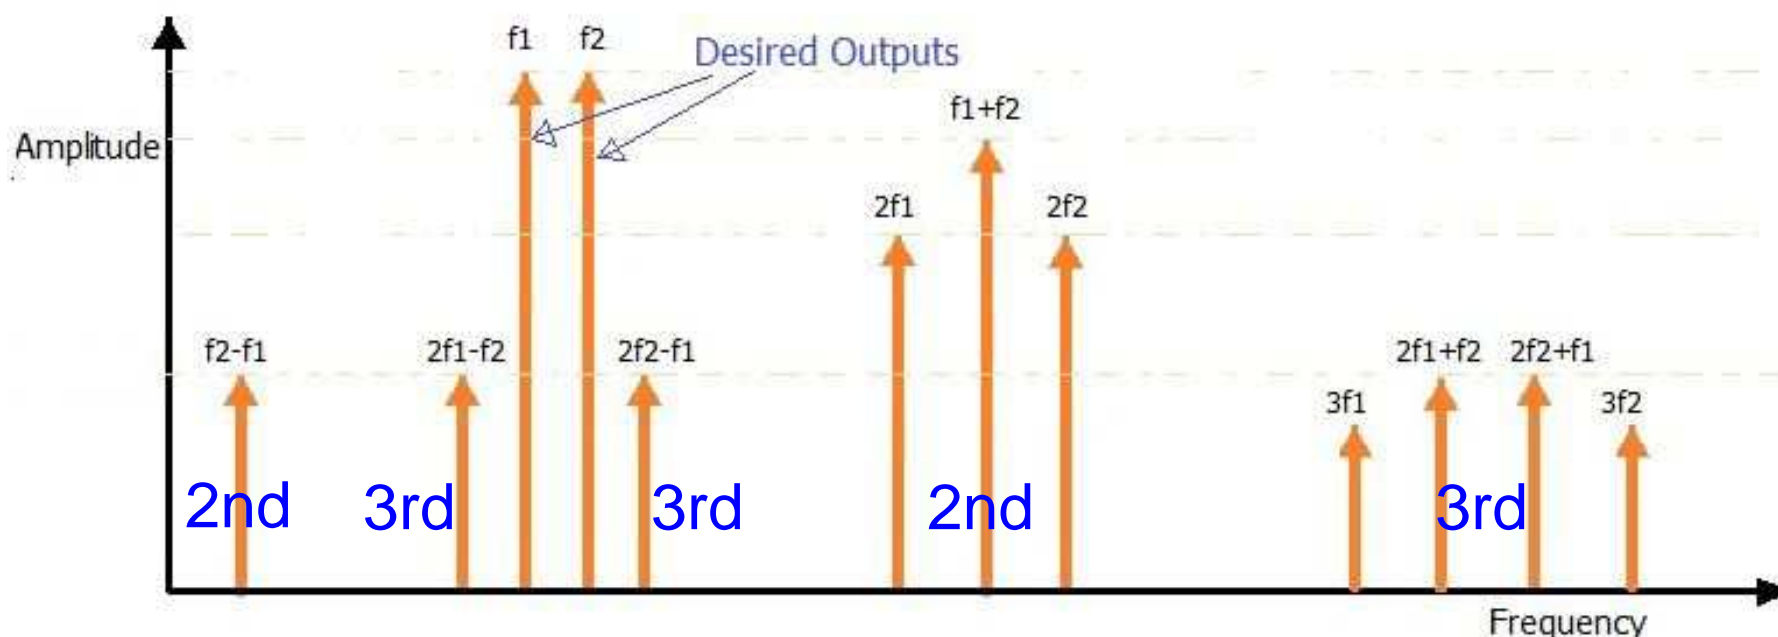 f1 f2
Desired Outputs
f1+f2
Amplitude
2f1 2f2
f2-f1 2f1-f2 2f2-f1 2f1+f2 2f2+f1
3f1 3f2
2nd 3rd 3rd 2nd 3rd
Frequency